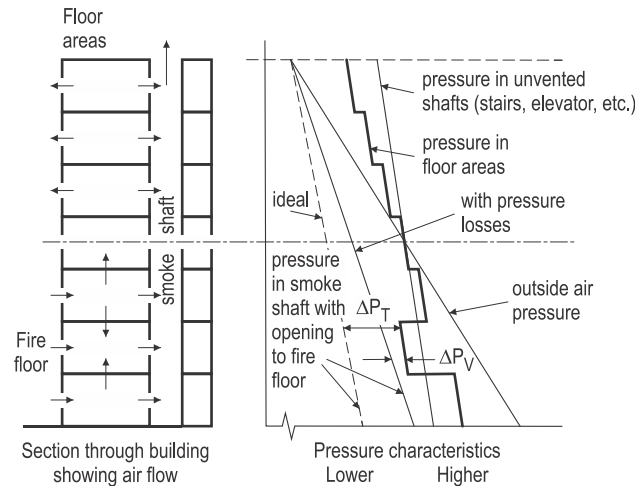 Floor
areas
shaft
smoke
Fire
floor
Section through building
showing air flow
pressure in unvented
shafts (stairs, elevator, etc.)
pressure in
floor areas
ideal
with pressure
losses
pressure
in smoke
shaft with
opening
to fire
floor
ΔP_T
outside air
pressure
ΔP_V
Pressure characteristics
Lower Higher